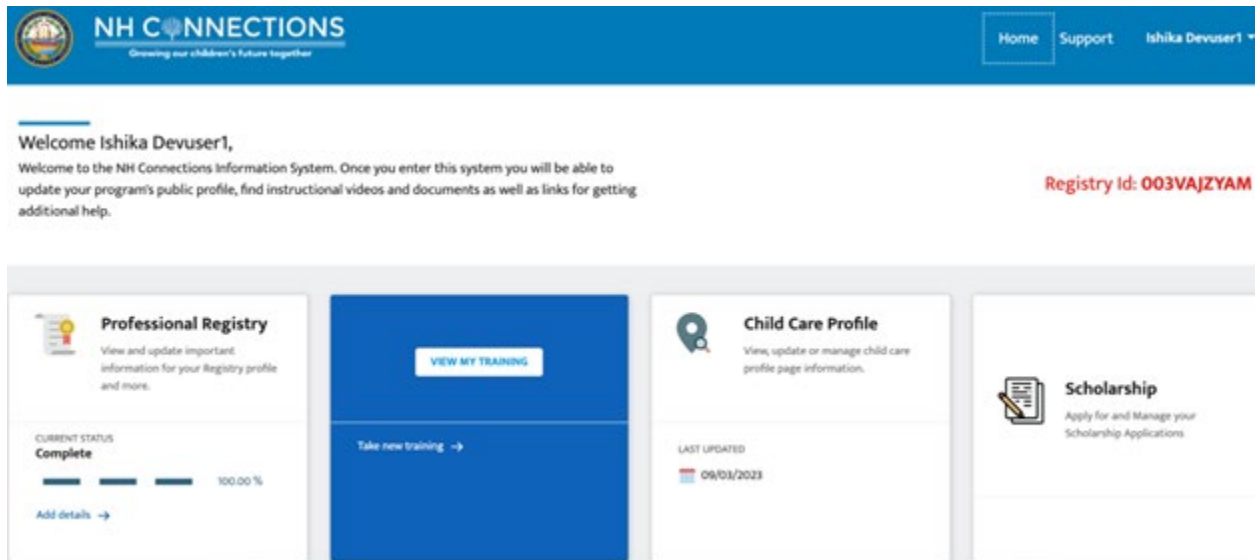 NH CONNECTIONS
Growing our children's future together
Home
Support
Ishika Devuser1
Welcome Ishika Devuser1,
Welcome to the NH Connections Information System. Once you enter this system you will be able to
update your program's public profile, find instructional videos and documents as well as links for getting
additional help.
Registry Id: 003VAJZYAM
Professional Registry
View and update important
information for your Registry profile
and more.
CURRENT STATUS
Complete
100.00 %
Add details →
VIEW MY TRAINING
Take new training →
Child Care Profile
View, update or manage child care
profile page information.
LAST UPDATED
09/03/2023
Scholarship
Apply for and Manage your
Scholarship Applications